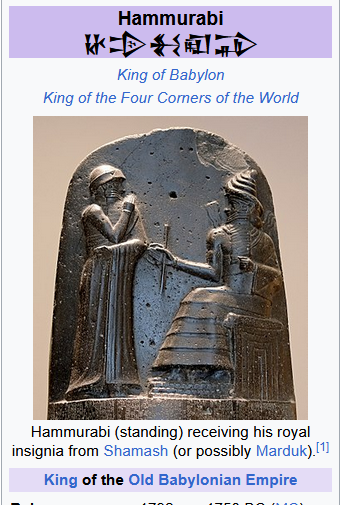 Hammurabi
𒄩𒄠𒈬𒊏𒁉
King of Babylon
King of the Four Corners of the World
Hammurabi (standing) receiving his royal
insignia from Shamash (or possibly Marduk).[1]
King of the Old Babylonian Empire